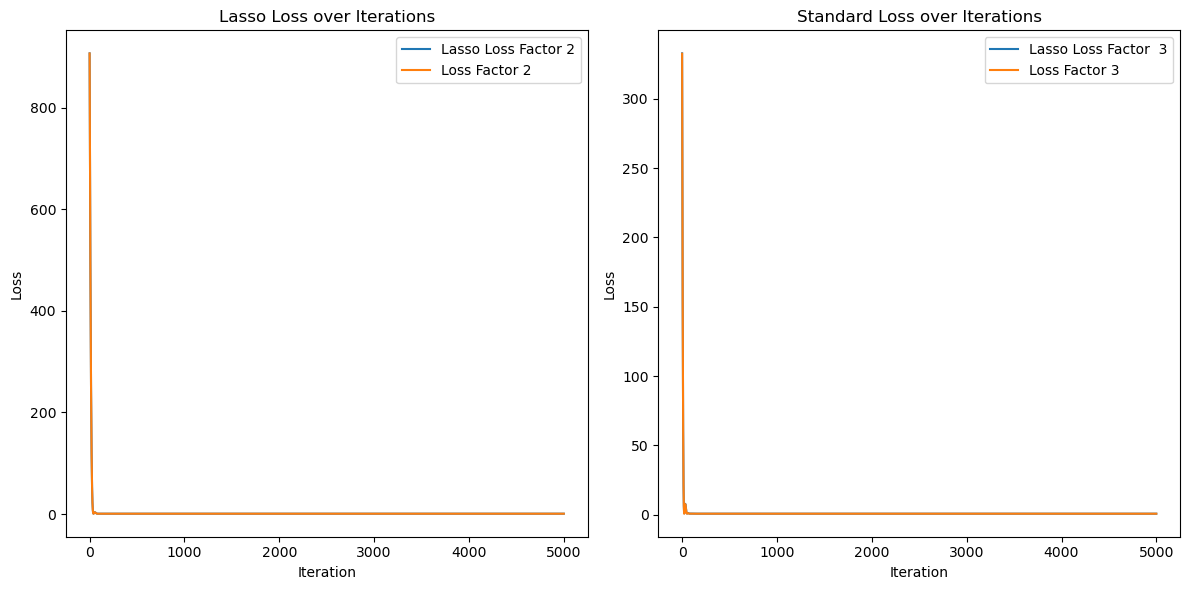 Lasso Loss over Iterations
Lasso Loss Factor 2
Loss Factor 2
800
600
400
200
0
Loss
0 1000 2000 3000 4000 5000
Iteration
Standard Loss over Iterations
Lasso Loss Factor  3
Loss Factor 3
300
250
200
150
100
50
0
Loss
0 1000 2000 3000 4000 5000
Iteration